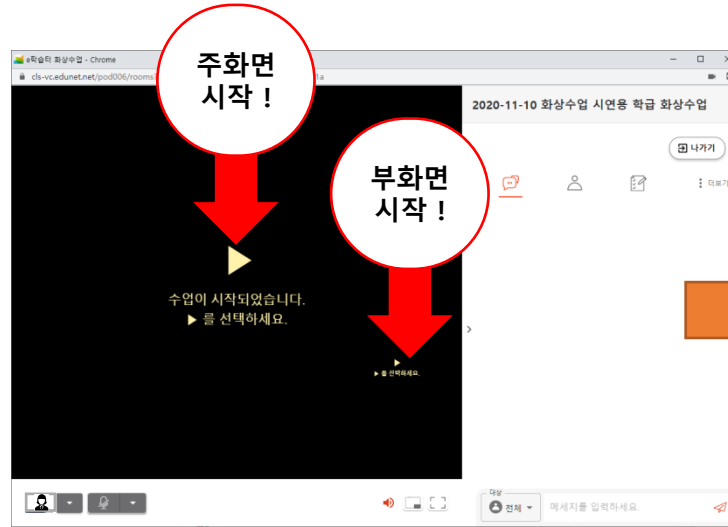 주화면
시작 !
e학습터 화상수업 - Chrome
cls-vc.edunet.net/pod006/rooms
1a
2020-11-10 화상수업 시연용 학급 화상수업
나가기
부화면
시작 !
더보기
수업이 시작되었습니다.
▶ 를 선택하세요.
▶ 를 선택하세요.
대상
전체
메세지를 입력하세요.